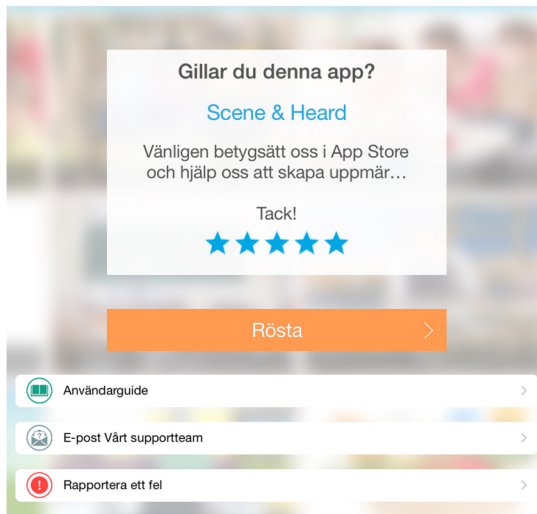 Gillar du denna app?
Scene & Heard
Vänligen betygsätt oss i App Store
och hjälp oss att skapa uppmär…
Tack!
Rösta
Användarguide
E-post Vårt supportteam
Rapportera ett fel